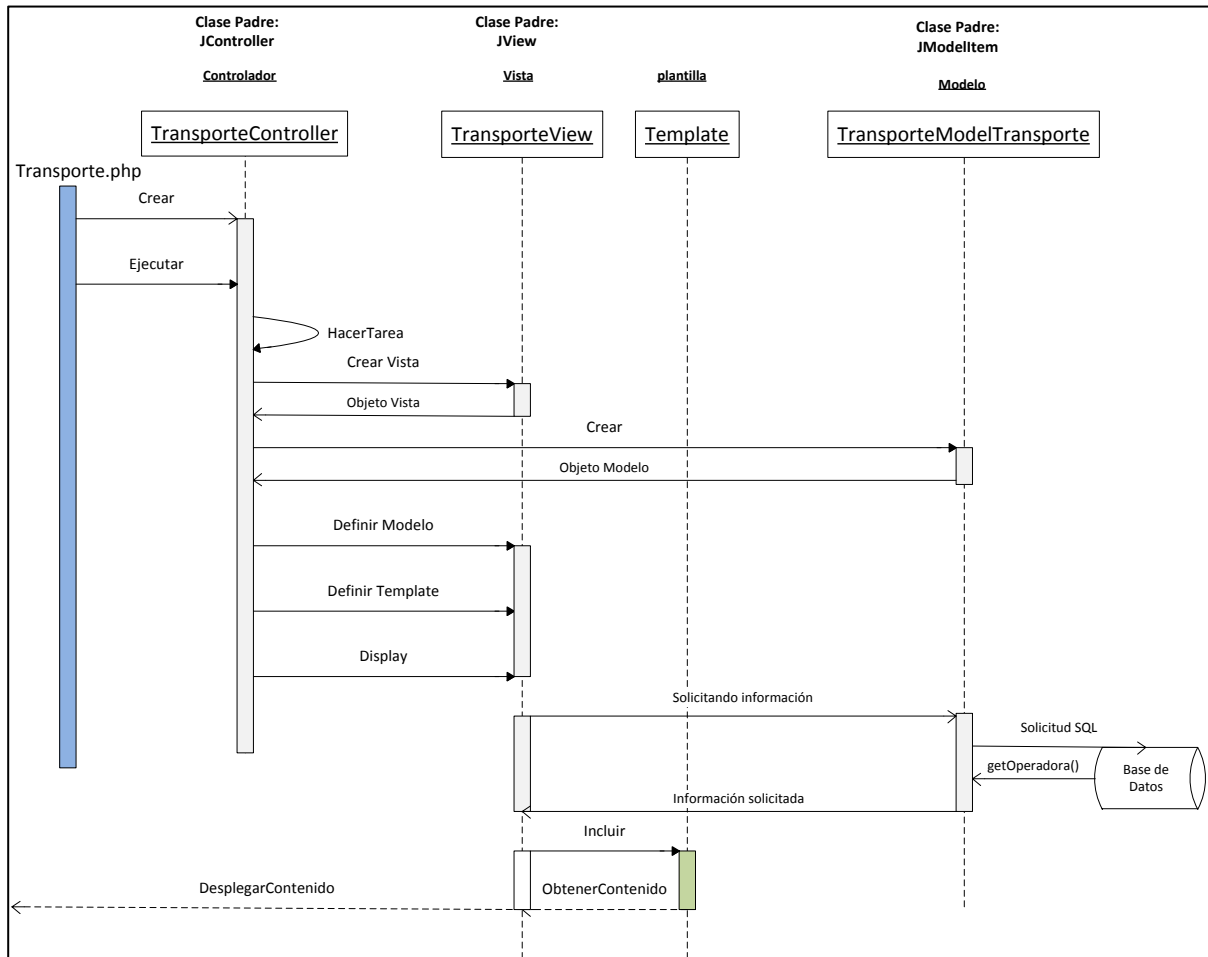 Clase Padre:
JController
Controlador
Clase Padre:
JView
Vista
plantilla
Clase Padre:
JModelItem
Modelo
TransporteController
TransporteView
Template
TransporteModelTransporte
Transporte.php
Crear
Ejecutar
HacerTarea
Crear Vista
Objeto Vista
Crear
Objeto Modelo
Definir Modelo
Definir Template
Display
Solicitando información
Solicitud SQL
getOperadora()
Base de
Datos
Información solicitada
Incluir
ObtenerContenido
DesplegarContenido